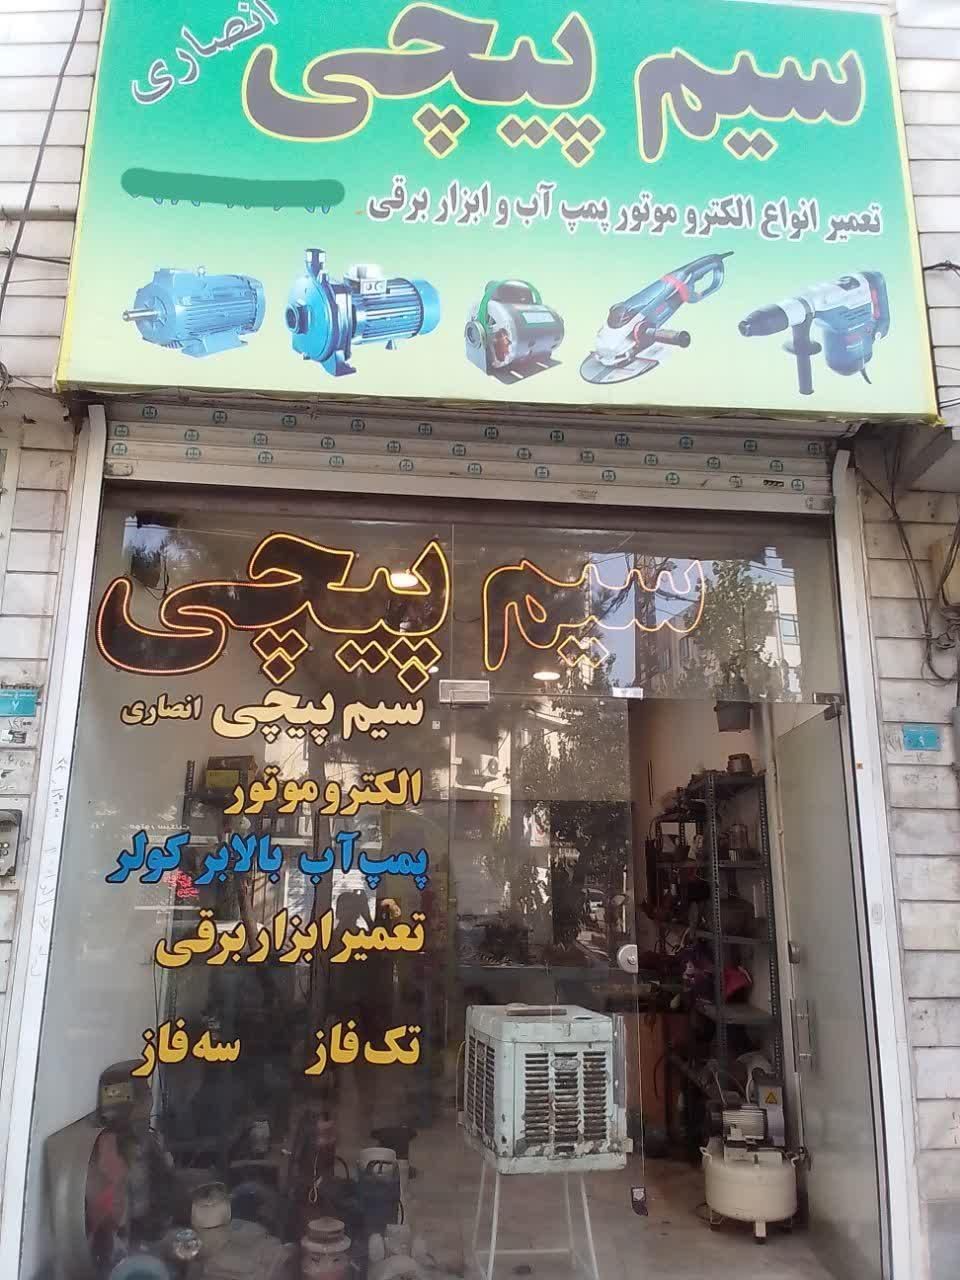 سیم پیچی انصاری
تعمیر انواع الکترو موتور پمپ آب و ابزار برقی
سیم پیچی
سیم پیچی انصاری
الکتروموتور
پمپ آب بالابر کولر
تعمیر ابزار برقی
تک فاز سه فاز